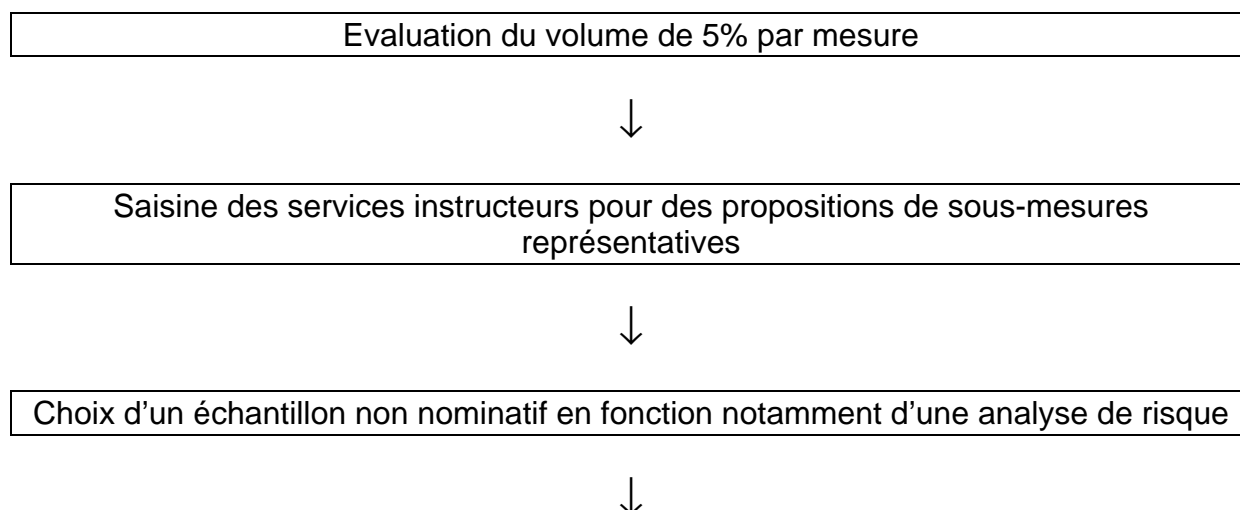 Evaluation du volume de 5% par mesure
↓
Saisine des services instructeurs pour des propositions de sous-mesures
représentatives
↓
Choix d’un échantillon non nominatif en fonction notamment d’une analyse de risque
↓